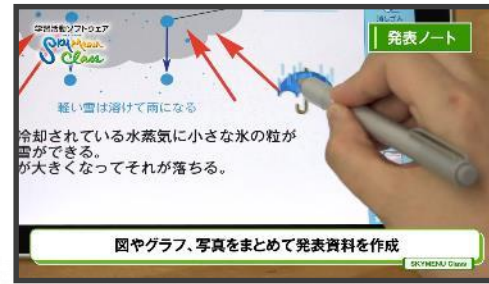 学習活動ソフトウェア
SKYMENU
Class
発表ノート
軽い雪は溶けて雨になる
冷却されている水蒸気に小さな氷の粒が
雪ができる。
が大きくなってそれが落ちる。
図やグラフ、写真をまとめて発表資料を作成
SKYMENU Class